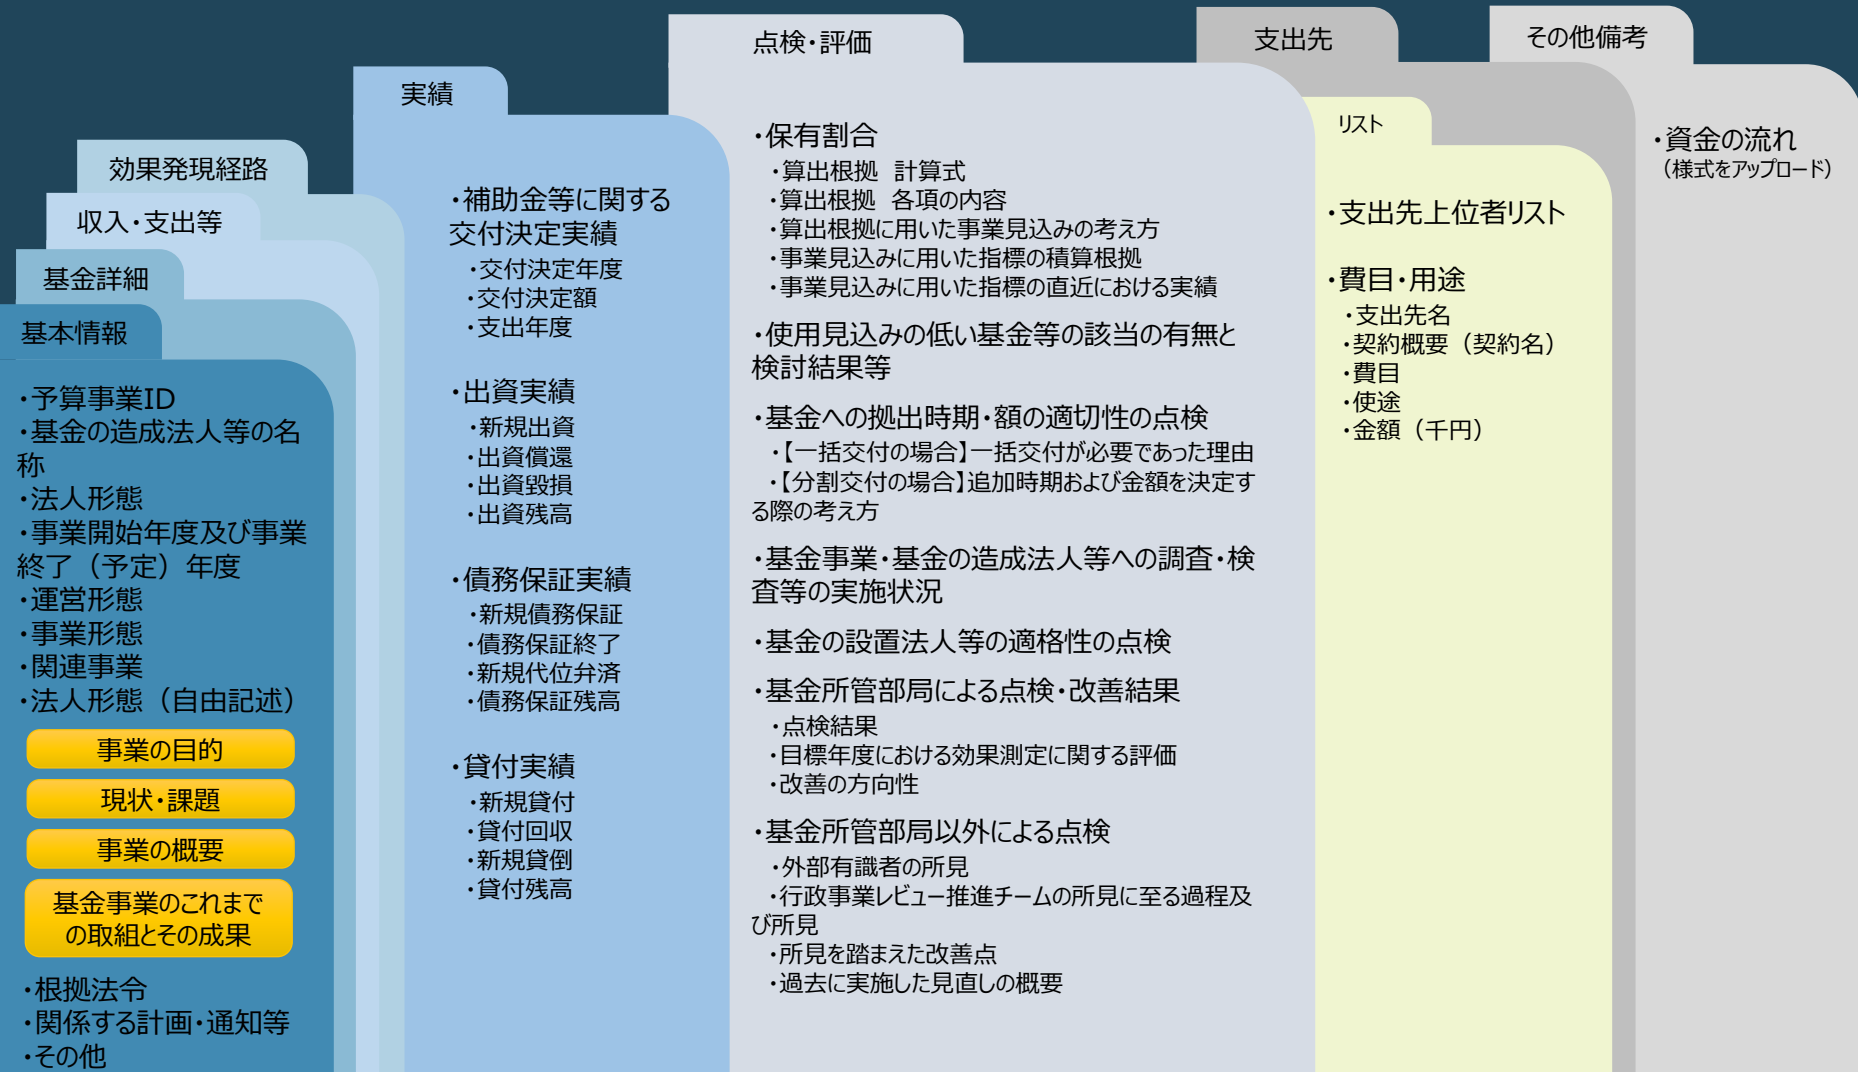 基本情報
・予算事業ID
・基金の造成法人等の名
称
・法人形態
・事業開始年度及び事業
終了（予定）年度
・運営形態
・事業形態
・関連事業
・法人形態（自由記述）
事業の目的
現状・課題
事業の概要
基金事業のこれまで
の取組とその成果
・根拠法令
・関係する計画・通知等
・その他
基金詳細
収入・支出等
効果発現経路
実績
・補助金等に関する
交付決定実績
・交付決定年度
・交付決定額
・支出年度
・出資実績
・新規出資
・出資償還
・出資毀損
・出資残高
・債務保証実績
・新規債務保証
・債務保証終了
・新規代位弁済
・債務保証残高
・貸付実績
・新規貸付
・貸付回収
・新規貸倒
・貸付残高
点検・評価
・保有割合
・算出根拠 計算式
・算出根拠 各項の内容
・算出根拠に用いた事業見込みの考え方
・事業見込みに用いた指標の積算根拠
・事業見込みに用いた指標の直近における実績
・使用見込みの低い基金等の該当の有無と
検討結果等
・基金への拠出時期・額の適切性の点検
・【一括交付の場合】一括交付が必要であった理由
・【分割交付の場合】追加時期および金額を決定す
る際の考え方
・基金事業・基金の造成法人等への調査・検
査等の実施状況
・基金の設置法人等の適格性の点検
・基金所管部局による点検・改善結果
・点検結果
・目標年度における効果測定に関する評価
・改善の方向性
・基金所管部局以外による点検
・外部有識者の所見
・行政事業レビュー推進チームの所見に至る過程及
び所見
・所見を踏まえた改善点
・過去に実施した見直しの概要
支出先
リスト
・支出先上位者リスト
・費目・用途
・支出先名
・契約概要（契約名）
・費目
・使途
・金額（千円）
その他備考
・資金の流れ
（様式をアップロード）